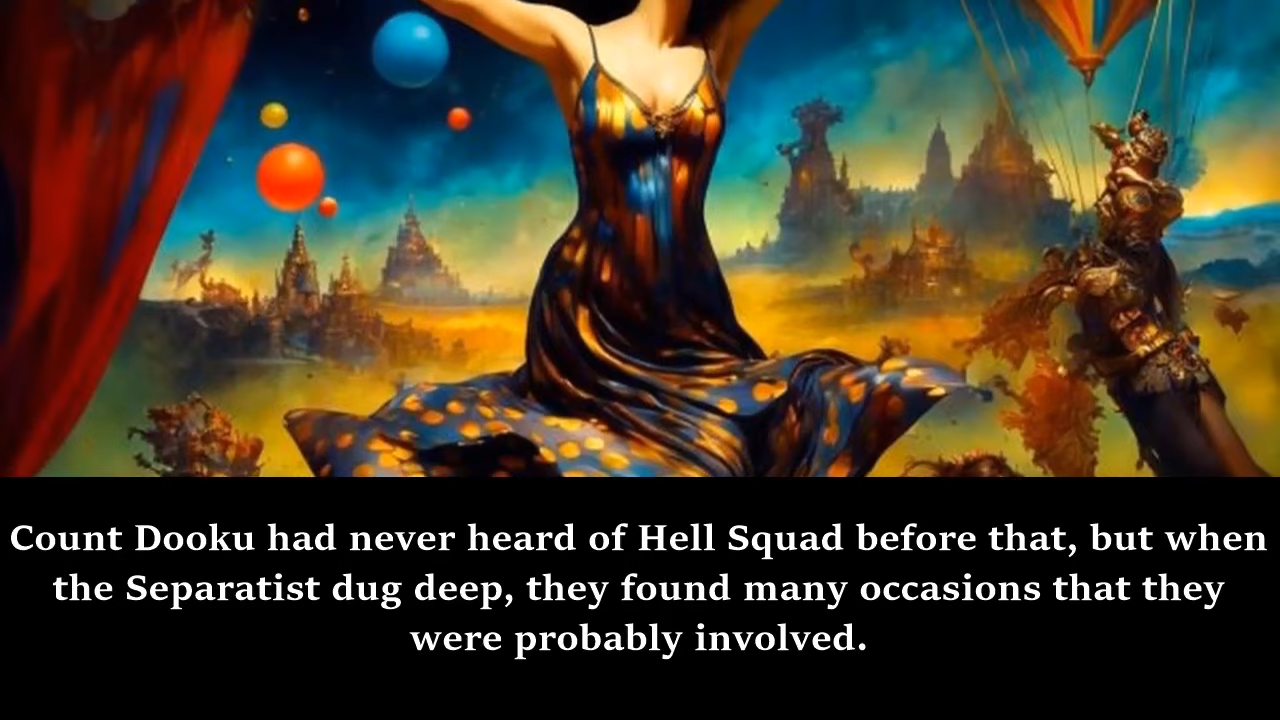 Count Dooku had never heard of Hell Squad before that, but when
the Separatist dug deep, they found many occasions that they
were probably involved.